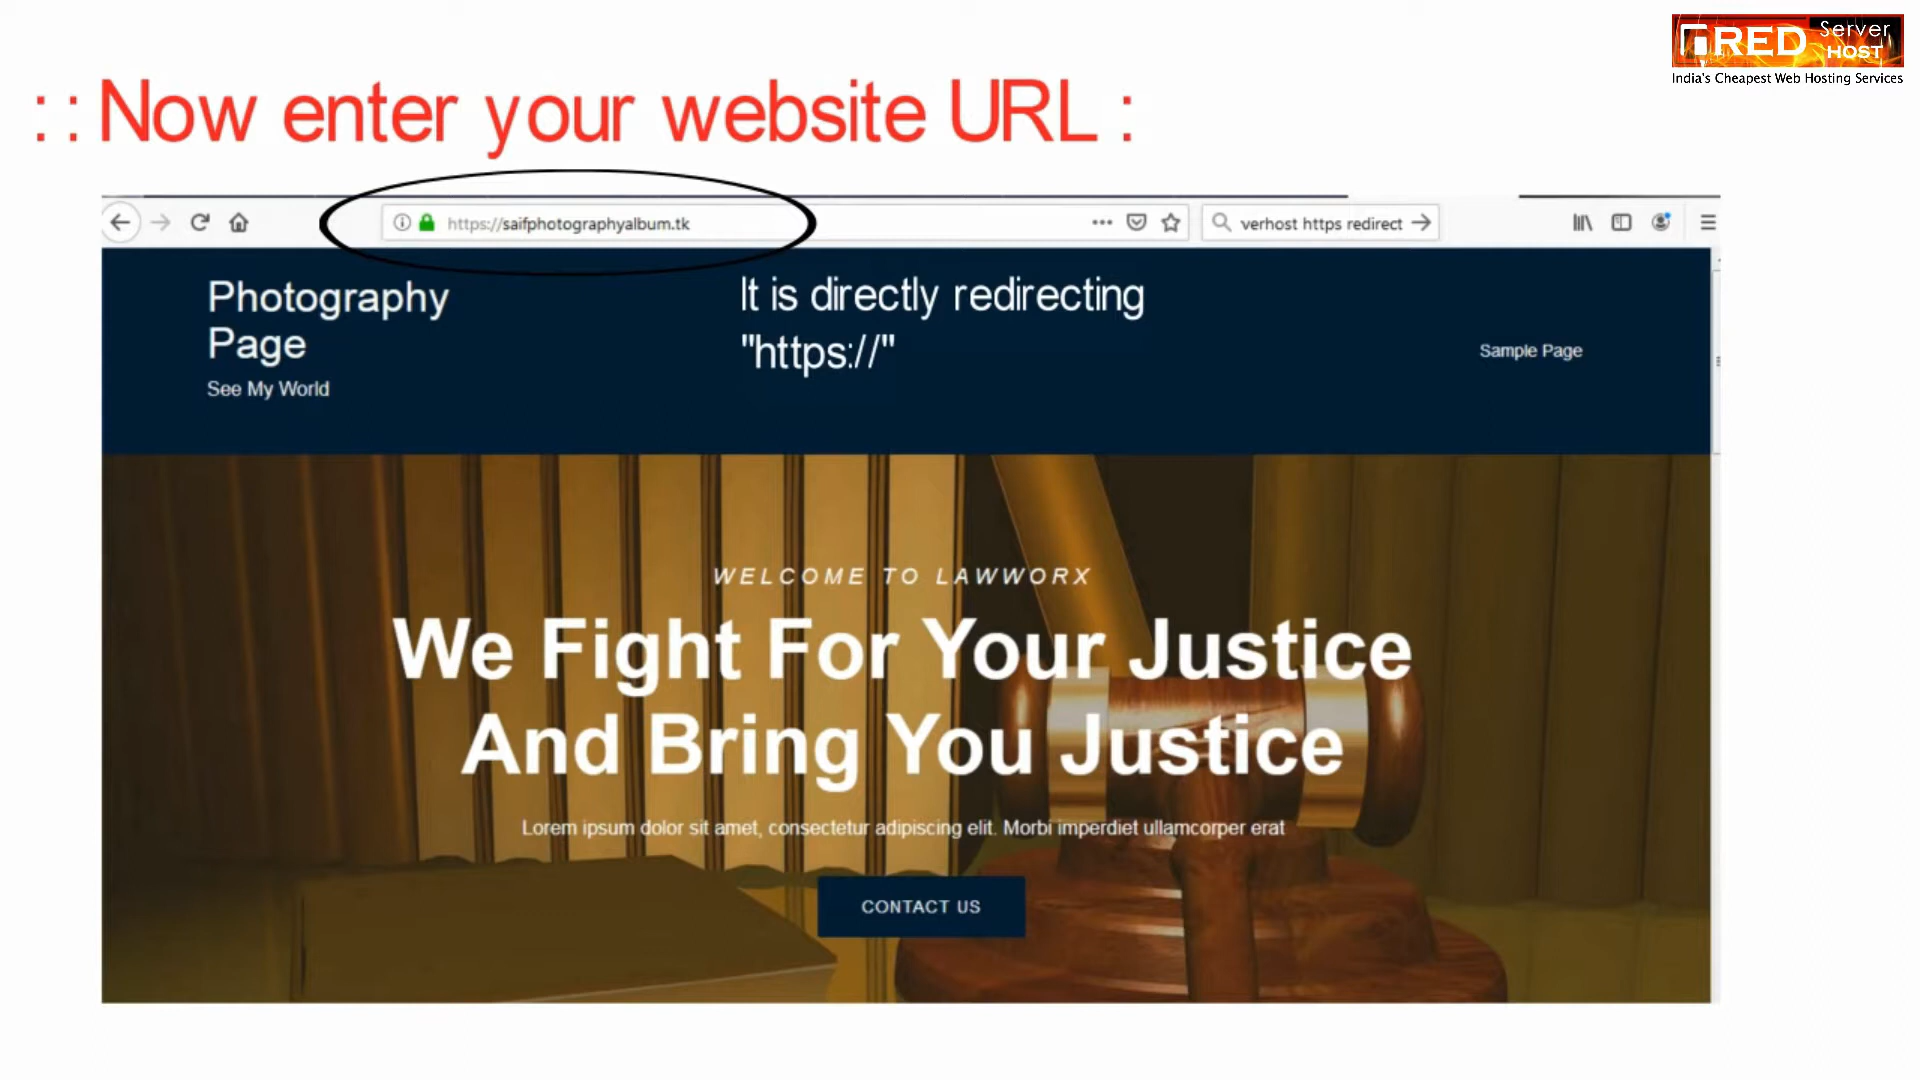 RED Server HOST
India's Cheapest Web Hosting Services
: : Now enter your website URL :
https://saifphotographyalbum.tk
verhost https redirect
Photography
Page
See My World
It is directly redirecting
"https://"
Sample Page
WELCOME TO LAWWORX
We Fight For Your Justice
And Bring You Justice
Lorem ipsum dolor sit amet, consectetur adipiscing elit. Morbi imperdiet ullamcorper erat
CONTACT US